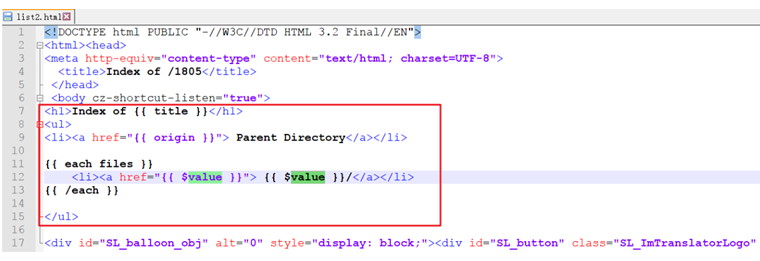 list2.html
1 <!DOCTYPE html PUBLIC "-//W3C//DTD HTML 3.2 Final//EN">
2 <html><head>
3 <meta http-equiv="content-type" content="text/html; charset=UTF-8">
4 <title>Index of /1805</title>
5 </head>
6 <body cz-shortcut-listen="true">
7 <h1>Index of {{ title }}</h1>
8 <ul>
9 <li><a href="{{ origin }}"> Parent Directory</a></li>
10
11 {{ each files }}
12 <li><a href="{{ $value }}"> {{ $value }}/</a></li>
13 {{ /each }}
14
15 </ul>
16
17 <div id="SL_balloon_obj" alt="0" style="display: block;"><div id="SL_button" class="SL_ImTranslatorLogo"